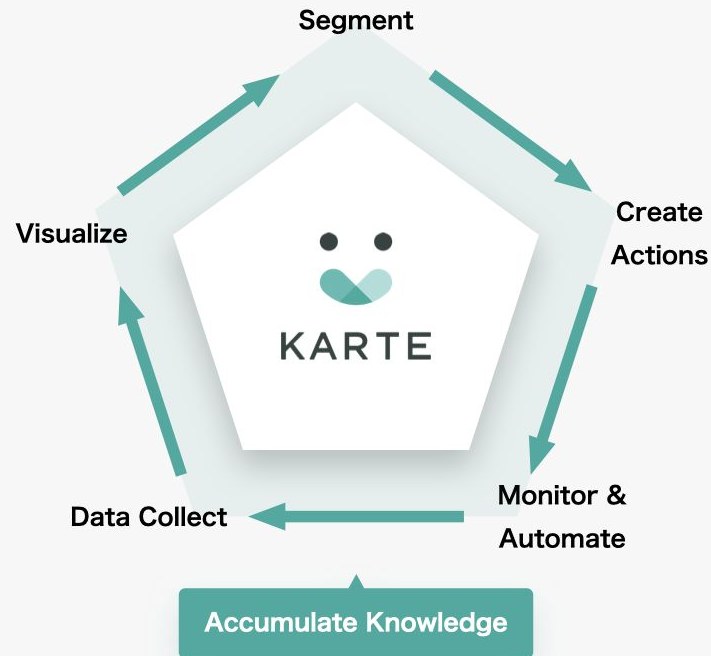 Segment
Create
Actions
Visualize
KARTE
Monitor &
Automate
Data Collect
Accumulate Knowledge